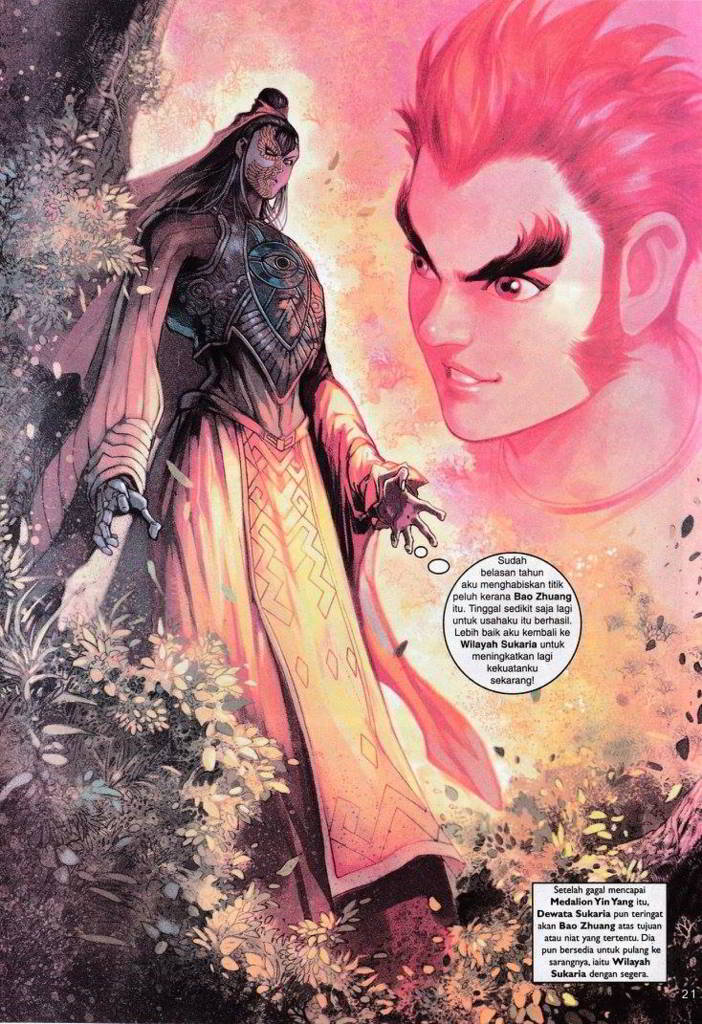 Sudah
belasan tahun
aku menghabiskan titik
peluh kerana Bao Zhuang
itu. Tinggal sedikit saja lagi
untuk usahaku itu berhasil.
Lebih baik aku kembali ke
Wilayah Sukaria untuk
meningkatkan lagi
kekuatanku
sekarang!
Setelah gagal mencapai
Medalion Yin Yang itu,
Dewata Sukaria pun teringat
akan Bao Zhuang atas tujuan
atau niat yang tertentu. Dia
pun bersedia untuk pulang ke
sarangnya, iaitu Wilayah
Sukaria dengan segera.
21